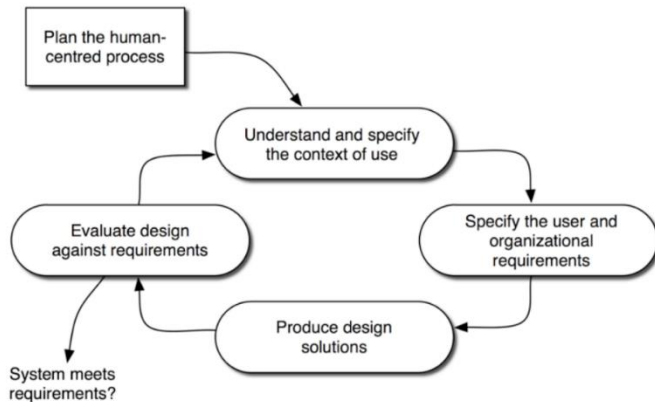 Plan the human-
centred process
Understand and specify
the context of use
Specify the user and
organizational
requirements
Produce design
solutions
Evaluate design
against requirements
System meets
requirements?